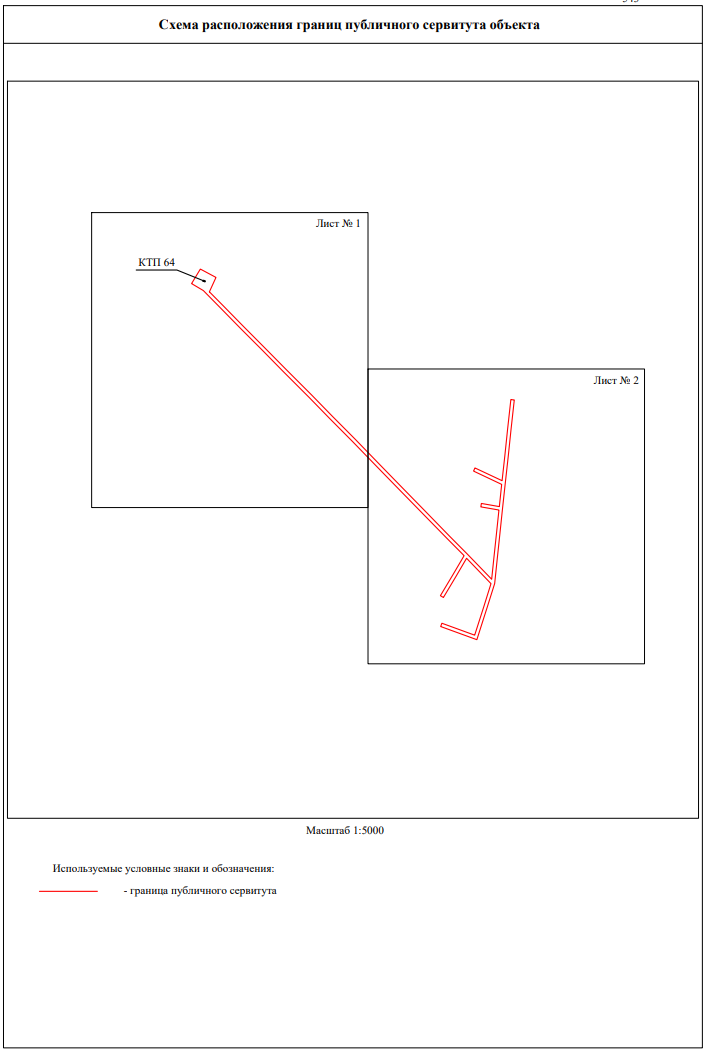 Схема расположения границ публичного сервитута объекта
Лист № 1
КТП 64
Лист № 2
Масштаб 1:5000
Используемые условные знаки и обозначения:
- граница публичного сервитута